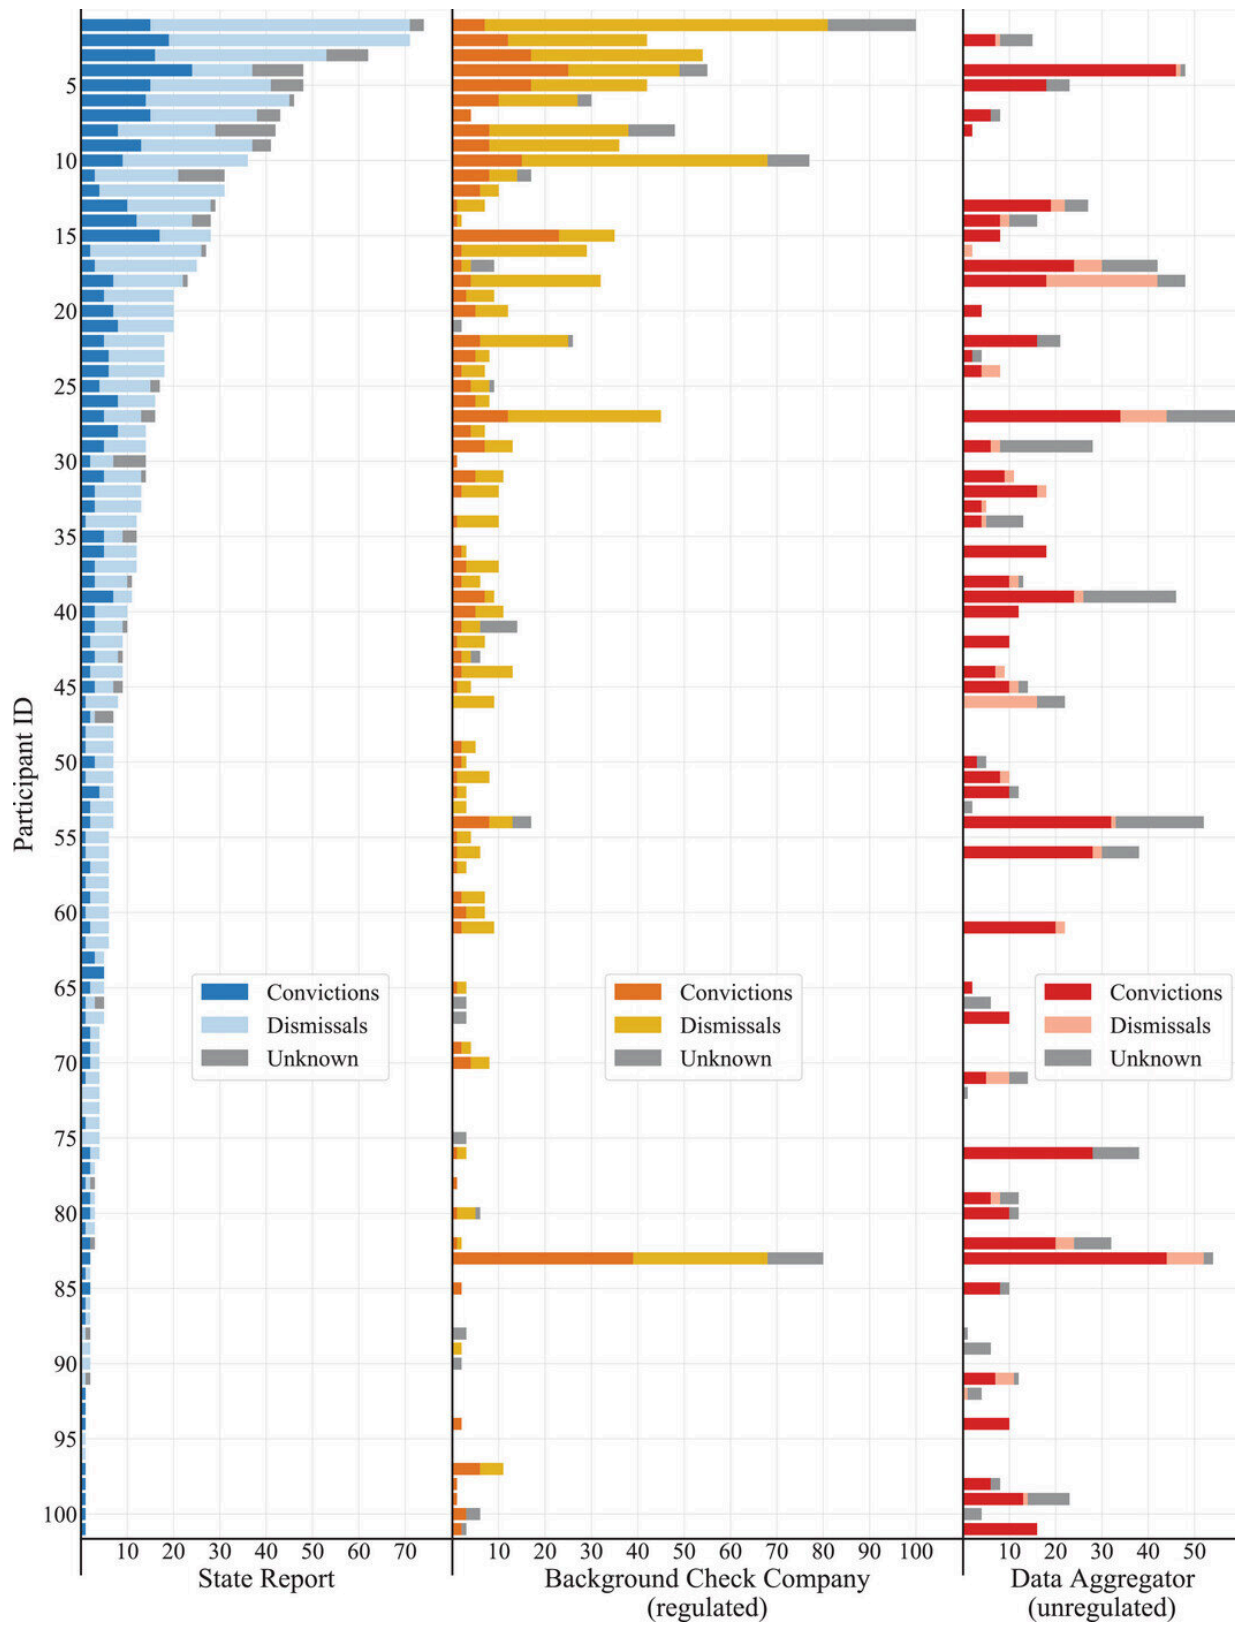 Participant ID
5
10
15
20
25
30
35
40
45
50
55
60
65
70
75
80
85
90
95
100
Convictions
Dismissals
Unknown
10 20 30 40 50 60 70
State Report
Convictions
Dismissals
Unknown
10 20 30 40 50 60 70 80 90 100
Background Check Company
(regulated)
Convictions
Dismissals
Unknown
10 20 30 40 50
Data Aggregator
(unregulated)